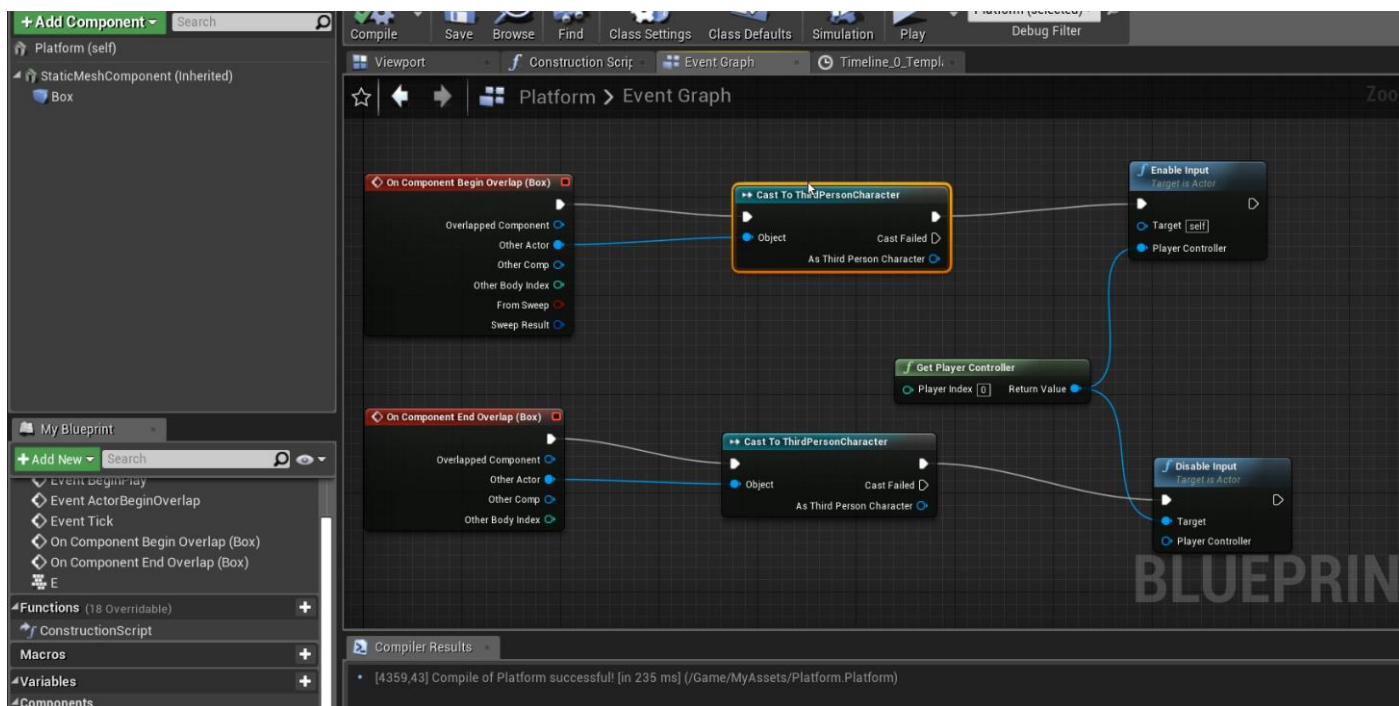 + Add Component
Search
Platform (self)
StaticMeshComponent (Inherited)
Box
Compile
Save
Browse
Find
Class Settings
Class Defaults
Simulation
Play
Platform (selected)
Debug Filter
Viewport
f Construction Scrip
Event Graph
Timeline_0_Templ
Platform > Event Graph
Zoo
On Component Begin Overlap (Box)
Overlapped Component
Other Actor
Other Comp
Other Body Index
From Sweep
Sweep Result
Cast To ThirdPersonCharacter
Object
Cast Failed
As Third Person Character
f Enable Input
Target is Actor
Target self
Player Controller
f Get Player Controller
Player Index 0 Return Value
On Component End Overlap (Box)
Overlapped Component
Other Actor
Other Comp
Other Body Index
Cast To ThirdPersonCharacter
Object
Cast Failed
As Third Person Character
f Disable Input
Target is Actor
Target
Player Controller
BLUEPRIN
My Blueprint
+ Add New
Search
Event BeginPlay
Event ActorBeginOverlap
Event Tick
On Component Begin Overlap (Box)
On Component End Overlap (Box)
E
Functions (18 Overridable) +
f ConstructionScript
Macros +
Variables +
Components
Compiler Results
• [4359,43] Compile of Platform successful! [in 235 ms] (/Game/MyAssets/Platform.Platform)